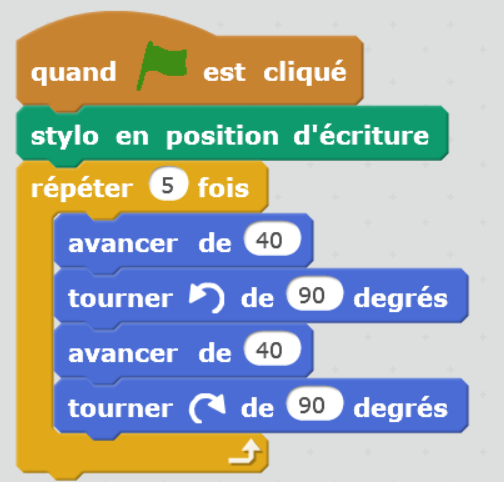 quand est cliqué
stylo en position d'écriture
répéter 5 fois
avancer de 40
tourner de 90 degrés
avancer de 40
tourner de 90 degrés